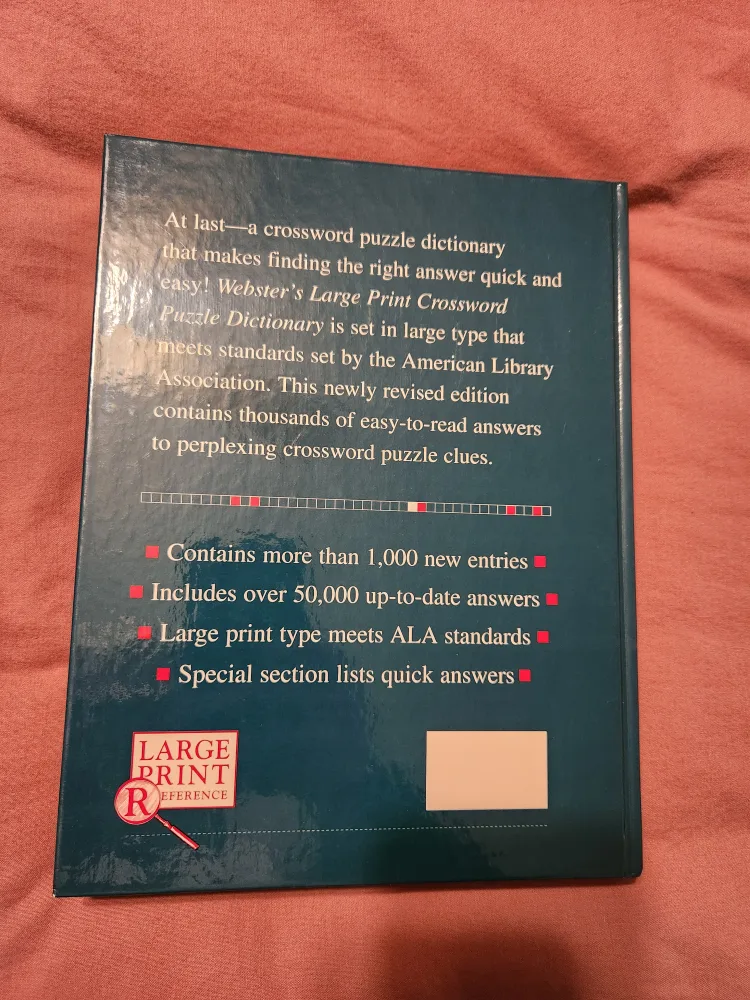 At last—a crossword puzzle dictionary
that makes finding the right answer quick and
easy! Webster's Large Print Crossword
Puzzle Dictionary is set in large type that
meets standards set by the American Library
Association. This newly revised edition
contains thousands of easy-to-read answers
to perplexing crossword puzzle clues.
Contains more than 1,000 new entries
Includes over 50,000 up-to-date answers
Large print type meets ALA standards
Special section lists quick answers
LARGE
PRINT
REFERENCE